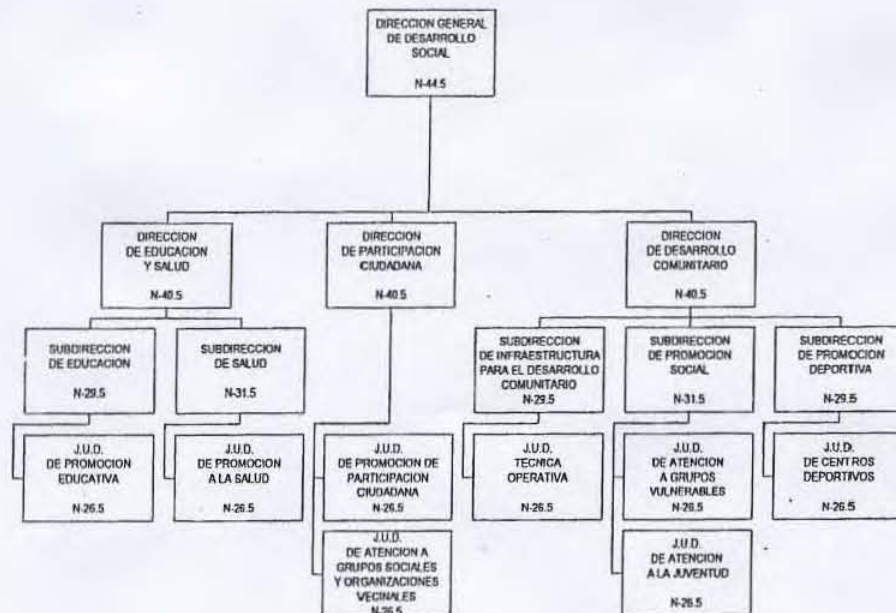 DIRECCION GENERAL
DE DESARROLLO
SOCIAL
N-44.5
DIRECCION
DE EDUCACION
Y SALUD
N-40.5
DIRECCION
DE PARTICIPACION
CIUDADANA
N-40.5
DIRECCION
DE DESARROLLO
COMUNITARIO
N-40.5
SUBDIRECCION
DE EDUCACION
N-29.5
SUBDIRECCION
DE SALUD
N-31.5
SUBDIRECCION
DE INFRAESTRUCTURA
PARA EL DESARROLLO
COMUNITARIO
N-29.5
SUBDIRECCION
DE PROMOCION
SOCIAL
N-31.5
SUBDIRECCION
DE PROMOCION
DEPORTIVA
N-29.5
J.U.D.
DE PROMOCION
EDUCATIVA
N-26.5
J.U.D.
DE PROMOCION
A LA SALUD
N-26.5
J.U.D.
DE PROMOCION DE
PARTICIPACION
CIUDADANA
N-26.5
J.U.D.
TECNICA
OPERATIVA
N-26.5
J.U.D.
DE ATENCION
A GRUPOS
VULNERABLES
N-26.5
J.U.D.
DE CENTROS
DEPORTIVOS
N-26.5
J.U.D.
DE ATENCION A
GRUPOS SOCIALES
Y ORGANIZACIONES
VECINALES
N-26.5
J.U.D.
DE ATENCION
A LA JUVENTUD
N-26.5